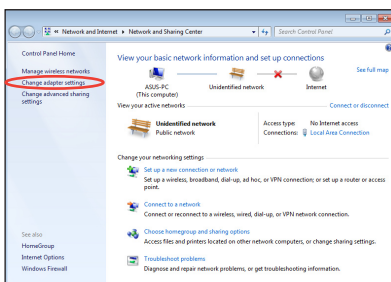 Network and Internet ▸ Network and Sharing Center
Search Control Panel
Control Panel Home
Manage wireless networks
Change adapter settings
Change advanced sharing
settings
See also
HomeGroup
Internet Options
Windows Firewall
View your basic network information and set up connections
See full map
ASUS-PC
(This computer)
Unidentified network
Internet
View your active networks
Connect or disconnect
Unidentified network
Public network
Access type: No Internet access
Connections: Local Area Connection
Change your networking settings
Set up a new connection or network
Set up a wireless, broadband, dial-up, ad hoc, or VPN connection; or set up a router or access
point.
Connect to a network
Connect or reconnect to a wireless, wired, dial-up, or VPN network connection.
Choose homegroup and sharing options
Access files and printers located on other network computers, or change sharing settings.
Troubleshoot problems
Diagnose and repair network problems, or get troubleshooting information.